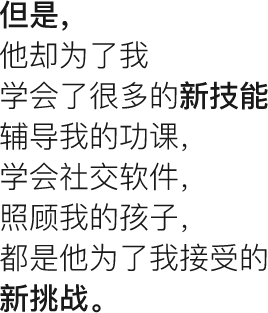 但是，
他却为了我
学会了很多的新技能
辅导我的功课，
学会社交软件，
照顾我的孩子，
都是他为了我接受的
新挑战。